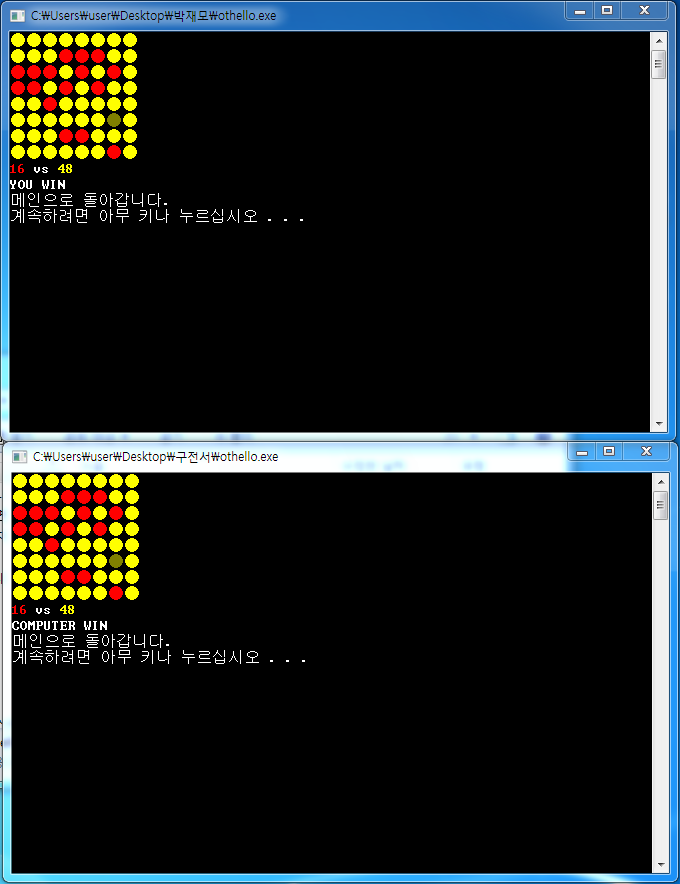 C:\Users\user\Desktop\박재모\othello.exe
16 vs 48
YOU WIN
메인으로 돌아갑니다.
계속하려면 아무 키나 누르십시오 . . .
C:\Users\user\Desktop\구전서\othello.exe
16 vs 48
COMPUTER WIN
메인으로 돌아갑니다.
계속하려면 아무 키나 누르십시오 . . .